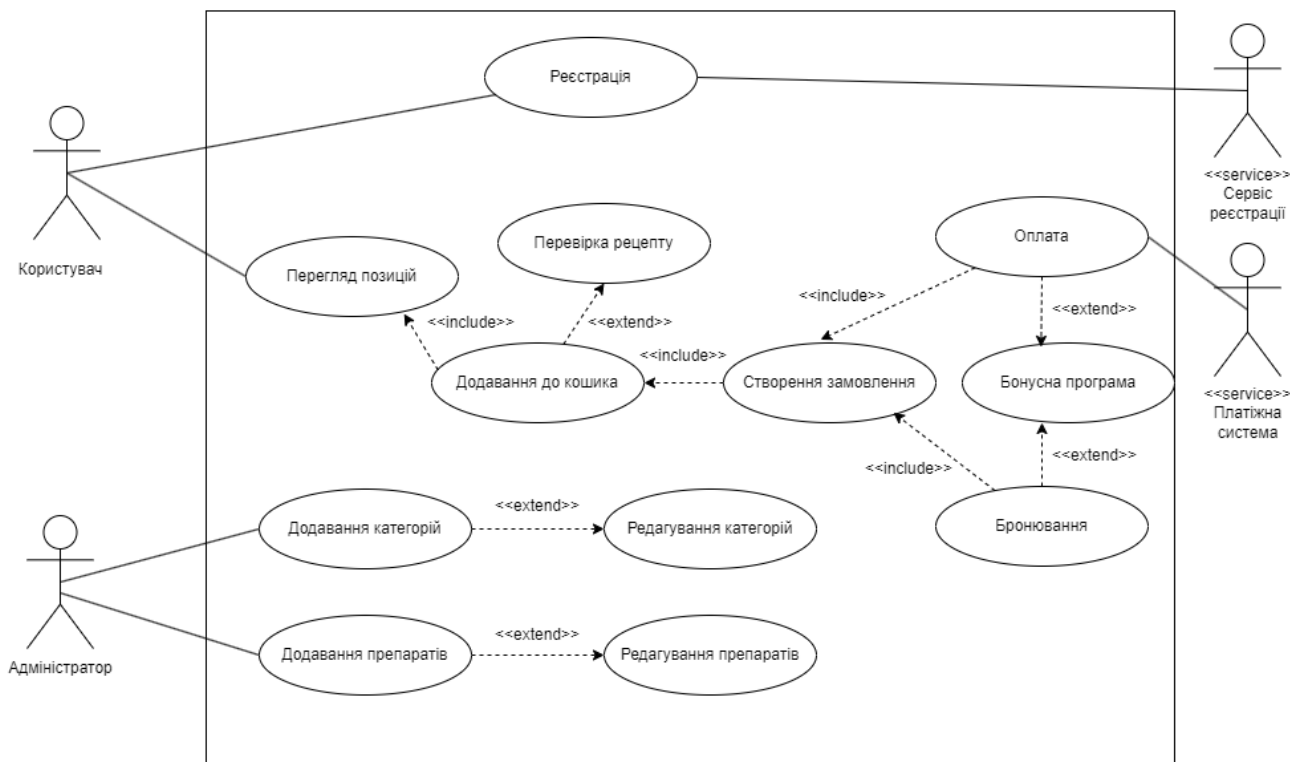 Реєстрація
<<service>>
Сервіс
реєстрації
Користувач
Перегляд позицій
Перевірка рецепту
Оплата
<<include>>
<<extend>>
<<include>>
<<include>>
<<extend>>
Додавання до кошика
Створення замовлення
Бонусна програма
<<service>>
Платіжна
система
<<include>>
<<extend>>
Бронювання
Додавання категорій
<<extend>>
Редагування категорій
Адміністратор
Додавання препаратів
<<extend>>
Редагування препаратів